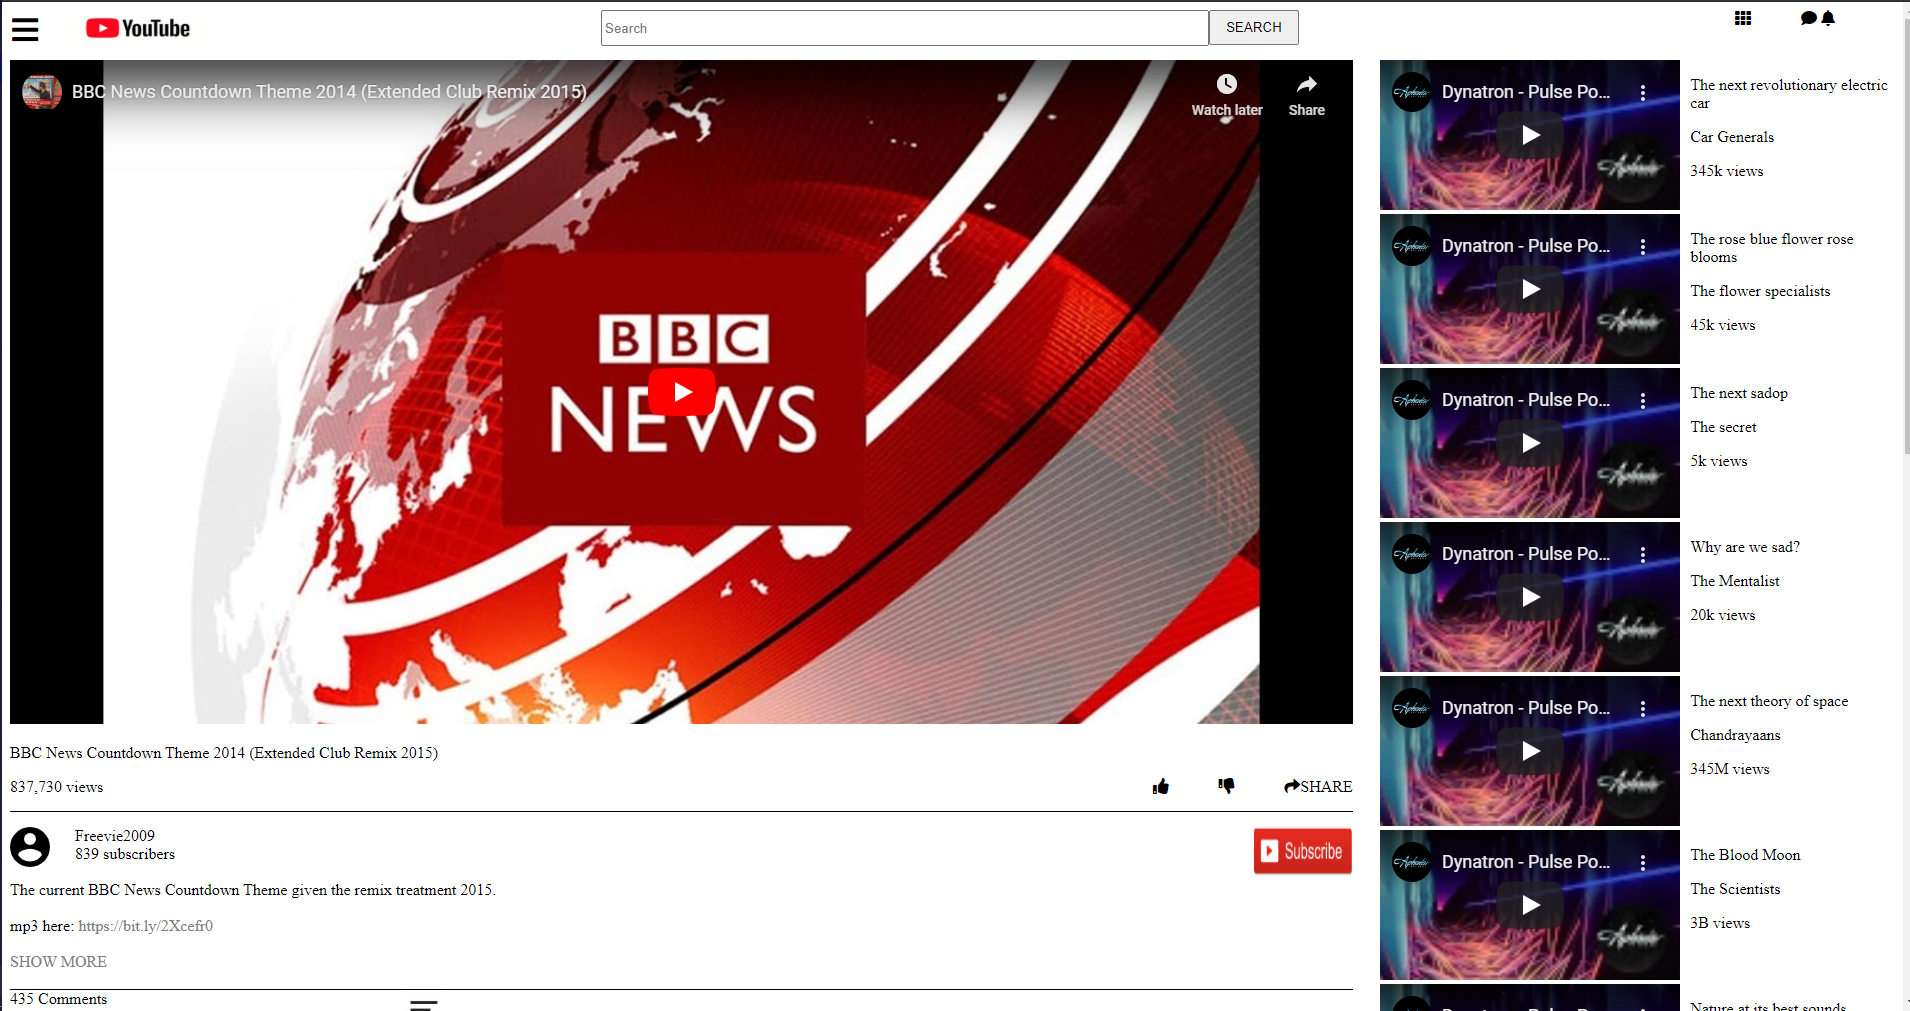 YouTube
Search
SEARCH
BBC News Countdown Theme 2014 (Extended Club Remix 2015)
Watch later
Share
BBC
NEWS
BBC News Countdown Theme 2014 (Extended Club Remix 2015)
837,730 views
SHARE
Freevie2009
839 subscribers
Subscribe
The current BBC News Countdown Theme given the remix treatment 2015.
mp3 here: https://bit.ly/2Xcefr0
SHOW MORE
435 Comments
Dynatron - Pulse Po...
The next revolutionary electric
car
Car Generals
345k views
Dynatron - Pulse Po...
The rose blue flower rose
blooms
The flower specialists
45k views
Dynatron - Pulse Po...
The next sadop
The secret
5k views
Dynatron - Pulse Po...
Why are we sad?
The Mentalist
20k views
Dynatron - Pulse Po...
The next theory of space
Chandrayaans
345M views
Dynatron - Pulse Po...
The Blood Moon
The Scientists
3B views
Dynatron - Pulse Po...
Nature at its best sounds